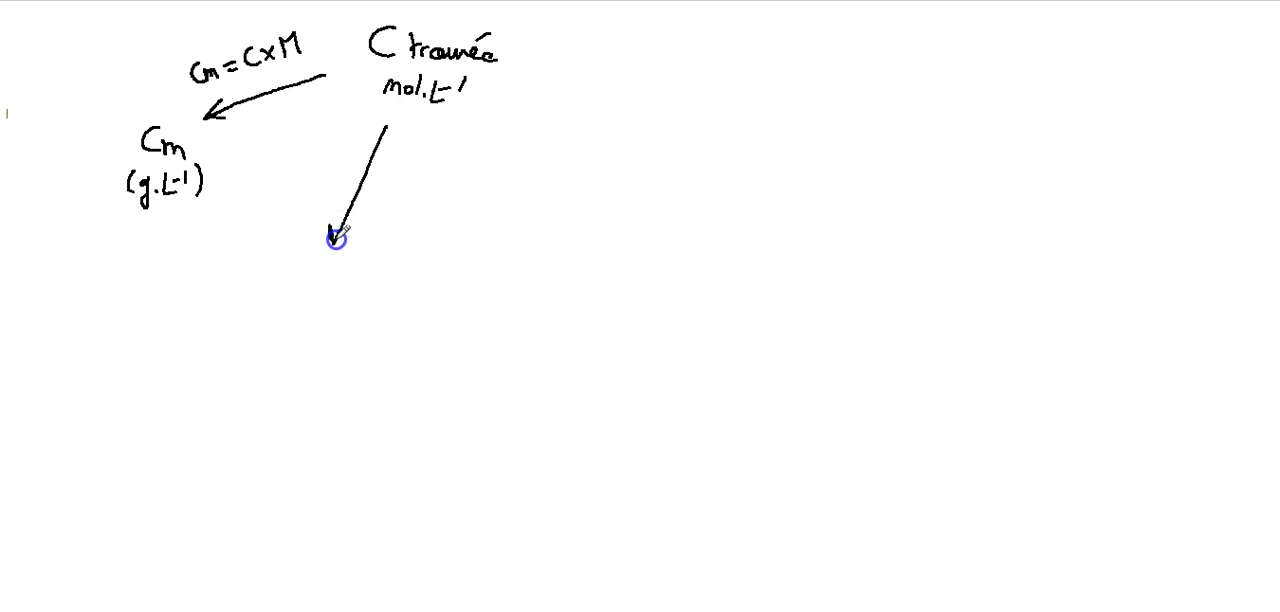 Cm = C x M
C trouvée
mol.L-1
Cm
(g.L-1)